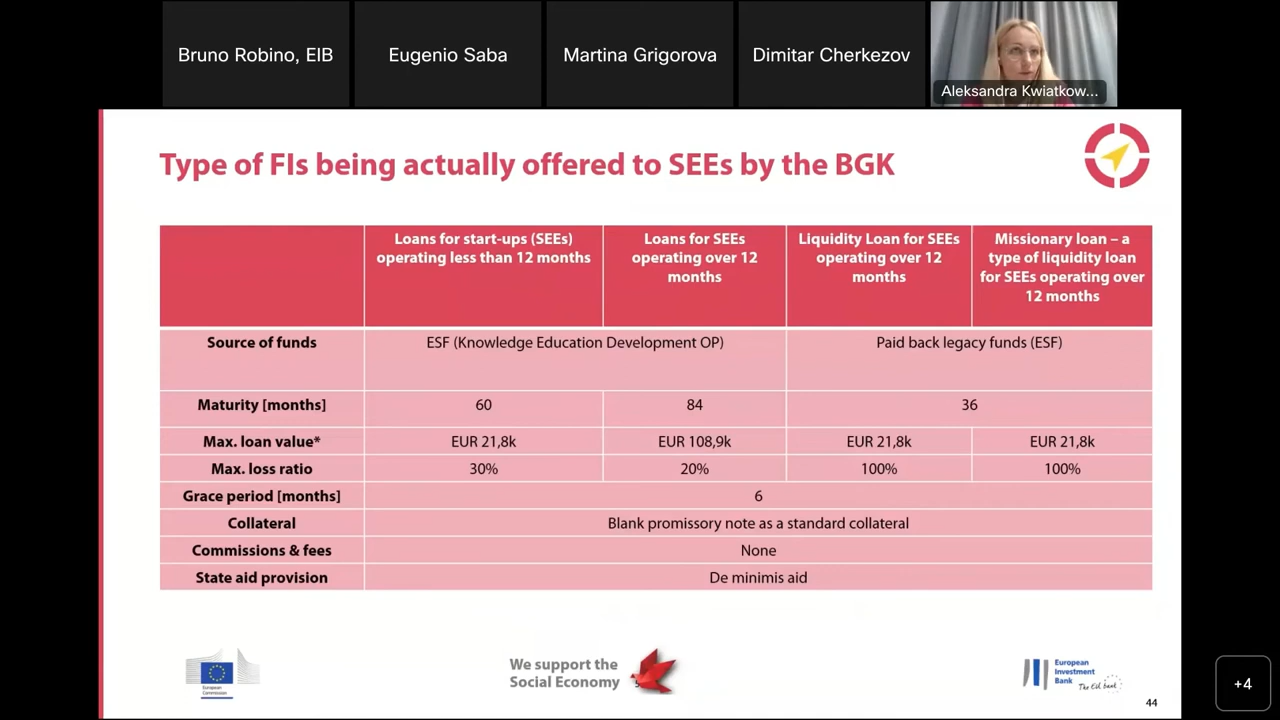 Bruno Robino, EIB
Eugenio Saba
Martina Grigorova
Dimitar Cherkezov
Aleksandra Kwiatkow...
Type of FIs being actually offered to SEEs by the BGK
Loans for start-ups (SEEs)
operating less than 12 months
Loans for SEEs
operating over 12
months
Liquidity Loan for SEEs
operating over 12
months
Missionary loan – a
type of liquidity loan
for SEEs operating over
12 months
Source of funds
ESF (Knowledge Education Development OP)
Paid back legacy funds (ESF)
Maturity [months]
60
84
36
Max. loan value*
EUR 21,8k
EUR 108,9k
EUR 21,8k
EUR 21,8k
Max. loss ratio
30%
20%
100%
100%
Grace period [months]
6
Collateral
Blank promissory note as a standard collateral
Commissions & fees
None
State aid provision
De minimis aid
European
Commission
We support the
Social Economy
European
Investment
Bank
The EIB bank
44
+4